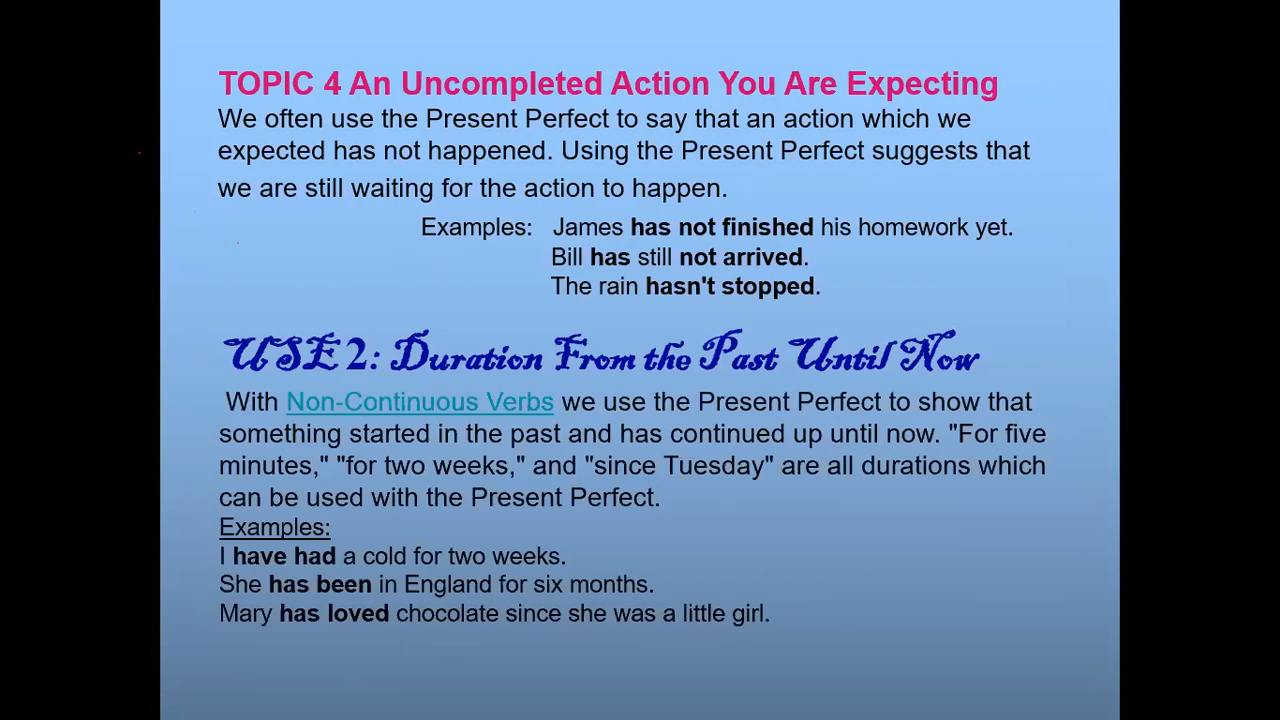 TOPIC 4 An Uncompleted Action You Are Expecting
We often use the Present Perfect to say that an action which we
expected has not happened. Using the Present Perfect suggests that
we are still waiting for the action to happen.
Examples: James has not finished his homework yet.
Bill has still not arrived.
The rain hasn't stopped.
USE 2: Duration From the Past Until Now
With Non-Continuous Verbs we use the Present Perfect to show that
something started in the past and has continued up until now. "For five
minutes," "for two weeks," and "since Tuesday" are all durations which
can be used with the Present Perfect.
Examples:
I have had a cold for two weeks.
She has been in England for six months.
Mary has loved chocolate since she was a little girl.